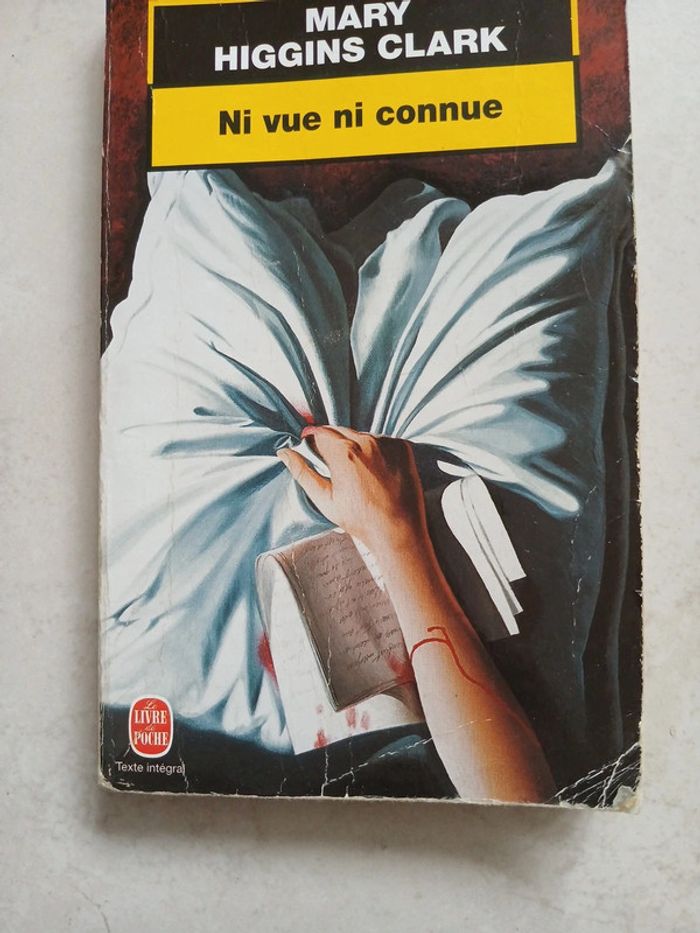 MARY
HIGGINS CLARK
Ni vue ni connue
Le
LIVRE
de
POCHE
Texte intégral